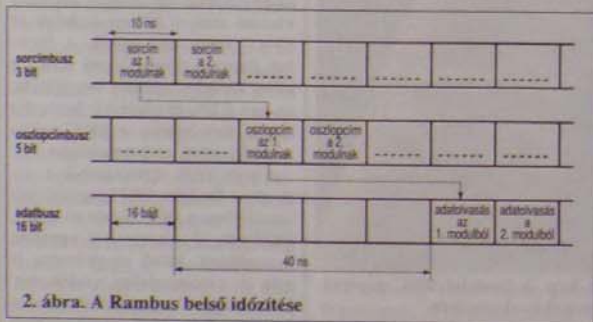 10 ns
sorcímbusz
3 bit
sorcím
az 1.
modulnak
sorcím
a 2.
modulnak
oszlopcímbusz
5 bit
oszlopcím
az 1.
modulnak
oszlopcím
a 2.
modulnak
adatbusz
16 bit
16 bájt
adatolvasás
az
1. modulból
adatolvasás
a
2. modulból
40 ns
2. ábra. A Rambus belső időzítése